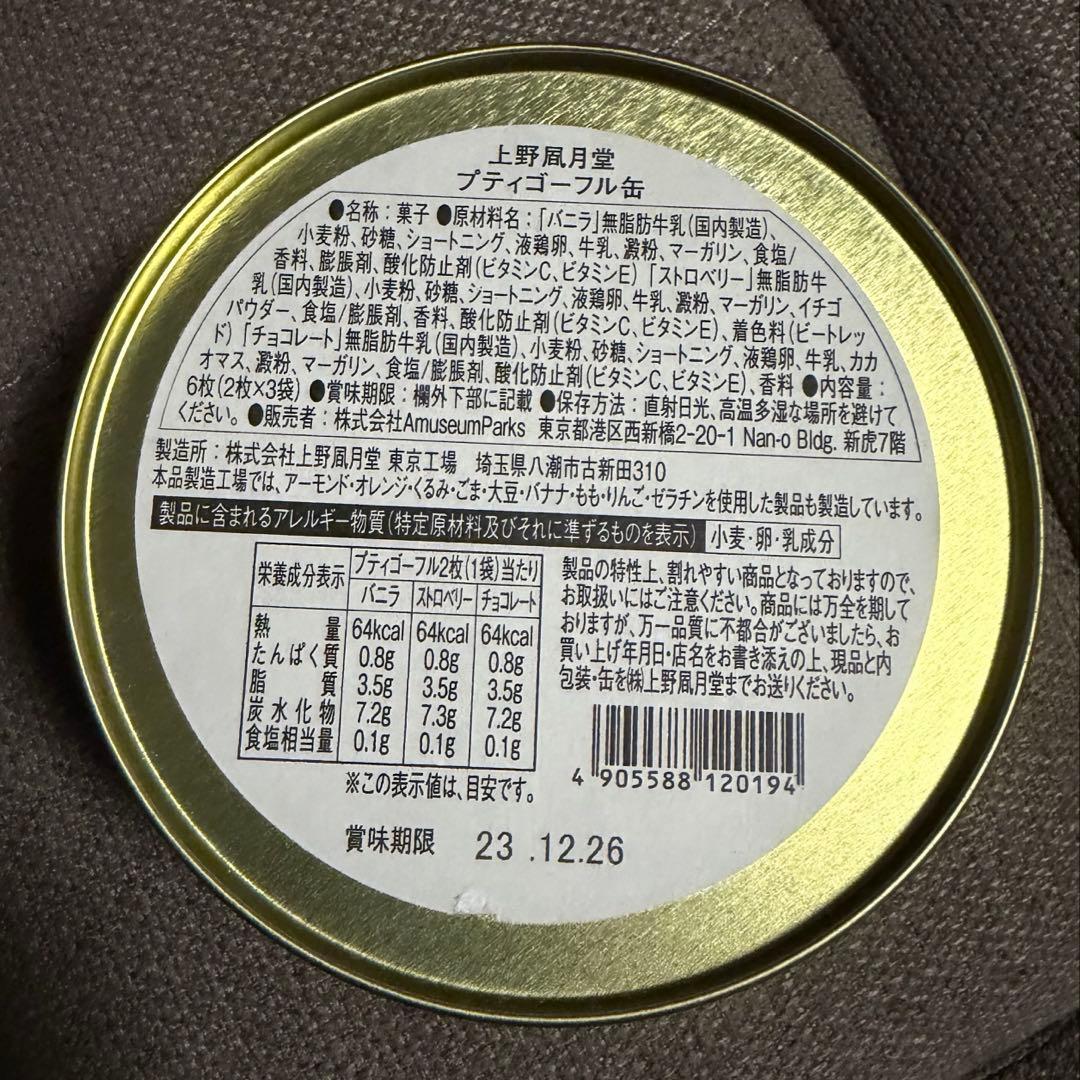 上野凮月堂
プティゴーフル缶
●名称：菓子 ●原材料名：「バニラ」無脂肪牛乳（国内製造）、
小麦粉、砂糖、ショートニング、液鶏卵、牛乳、澱粉、マーガリン、食塩/
香料、膨脹剤、酸化防止剤（ビタミンC、ビタミンE）「ストロベリー」無脂肪牛
乳（国内製造）、小麦粉、砂糖、ショートニング、液鶏卵、牛乳、澱粉、マーガリン、イチゴ
パウダー、食塩/膨脹剤、香料、酸化防止剤（ビタミンC、ビタミンE）、着色料（ビートレッ
ド）「チョコレート」無脂肪牛乳（国内製造）、小麦粉、砂糖、ショートニング、液鶏卵、牛乳、カカ
オマス、澱粉、マーガリン、食塩/膨脹剤、酸化防止剤（ビタミンC、ビタミンE）、香料 ●内容量：
6枚（2枚×3袋） ●賞味期限：欄外下部に記載 ●保存方法：直射日光、高温多湿な場所を避けて
ください。●販売者：株式会社AmuseumParks 東京都港区西新橋2-20-1 Nan-o Bldg. 新虎7階
製造所：株式会社上野凮月堂 東京工場 埼玉県八潮市古新田310
本品製造工場では、アーモンド・オレンジ・くるみ・ごま・大豆・バナナ・もも・りんご・ゼラチンを使用した製品も製造しています。
製品に含まれるアレルギー物質（特定原材料及びそれに準ずるものを表示） 小麦・卵・乳成分
栄養成分表示 プティゴーフル2枚（1袋）当たり
バニラ ストロベリー チョコレート
熱量 64kcal 64kcal 64kcal
たんぱく質 0.8g 0.8g 0.8g
脂質 3.5g 3.5g 3.5g
炭水化物 7.2g 7.3g 7.2g
食塩相当量 0.1g 0.1g 0.1g
※この表示値は、目安です。
製品の特性上、割れやすい商品となっておりますので、
お取扱いにはご注意ください。商品には万全を期して
おりますが、万一品質に不都合がございましたら、お
買い上げ年月日・店名をお書き添えの上、現品と内
包装・缶を㈱上野凮月堂までお送りください。
4 905588 120194
賞味期限 23 .12.26